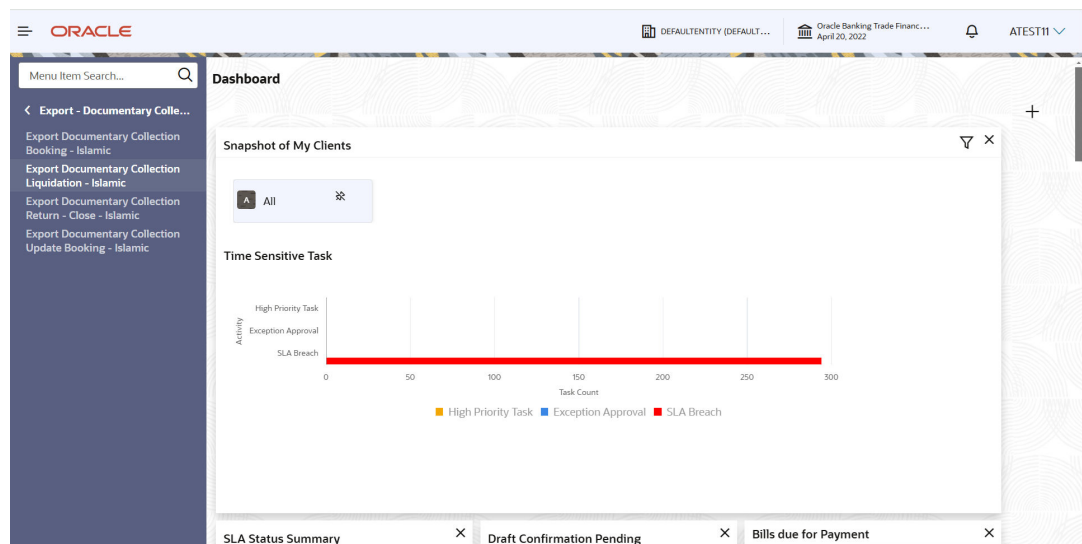 ORACLE
DEFAULTENTITY (DEFAULT...
Oracle Banking Trade Financ...
April 20, 2022
ATEST11
Menu Item Search...
Export - Documentary Colle...
Export Documentary Collection
Booking - Islamic
Export Documentary Collection
Liquidation - Islamic
Export Documentary Collection
Return - Close - Islamic
Export Documentary Collection
Update Booking - Islamic
Dashboard
Snapshot of My Clients
A All
Time Sensitive Task
Activity
High Priority Task
Exception Approval
SLA Breach
0 50 100 150 200 250 300
Task Count
High Priority Task Exception Approval SLA Breach
SLA Status Summary
Draft Confirmation Pending
Bills due for Payment